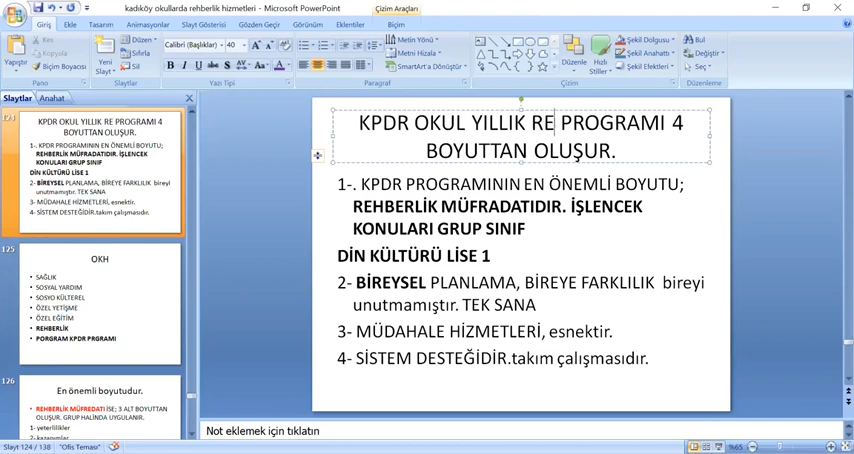 kadıköy okullarda rehberlik hizmetleri - Microsoft PowerPoint
Çizim Araçları
Giriş Ekle Tasarım Animasyonlar Slayt Gösterisi Gözden Geçir Görünüm Eklentiler Biçim
Yapıştır
Kes
Kopyala
Biçim Boyacısı
Pano
Yeni Slayt
Düzen
Sıfırla
Sil
Slaytlar
Calibri (Başlıklar) 40
Yazı Tipi
Metin Yönü
Metni Hizala
SmartArt'a Dönüştür
Paragraf
Düzenle
Hızlı Stiller
Şekil Dolgusu
Şekil Anahattı
Şekil Efektleri
Çizim
Bul
Değiştir
Seç
Düzenleme
Slaytlar Anahat
124
KPDR OKUL YILLIK RE PROGRAMI 4
BOYUTTAN OLUŞUR.
1-. KPDR PROGRAMININ EN ÖNEMLİ BOYUTU;
REHBERLİK MÜFRADATIDIR. İŞLENCEK
KONULARI GRUP SINIF
DİN KÜLTÜRÜ LİSE 1
2- BİREYSEL PLANLAMA, BİREYE FARKLILIK bireyi
unutmamıştır. TEK SANA
3- MÜDAHALE HİZMETLERİ, esnektir.
4- SİSTEM DESTEĞİDİR.takım çalışmasıdır.
125
OKH
• SAĞLIK
• SOSYAL YARDIM
• SOSYO KÜLTEREL
• ÖZEL YETİŞME
• ÖZEL EĞİTİM
• REHBERLİK
• PORGRAM KPDR PRGRAMI
126
En önemli boyutudur.
• REHBERLİK MÜFREDATI İSE; 3 ALT BOYUTTAN
OLUŞUR. GRUP HALİNDA UYGULANIR.
1- yeterlilikler
2- kazanımlar
KPDR OKUL YILLIK RE PROGRAMI 4
BOYUTTAN OLUŞUR.
1-. KPDR PROGRAMININ EN ÖNEMLİ BOYUTU;
REHBERLİK MÜFRADATIDIR. İŞLENCEK
KONULARI GRUP SINIF
DİN KÜLTÜRÜ LİSE 1
2- BİREYSEL PLANLAMA, BİREYE FARKLILIK bireyi
unutmamıştır. TEK SANA
3- MÜDAHALE HİZMETLERİ, esnektir.
4- SİSTEM DESTEĞİDİR.takım çalışmasıdır.
Not eklemek için tıklatın
Slayt 124 / 138 "Ofis Teması" %65